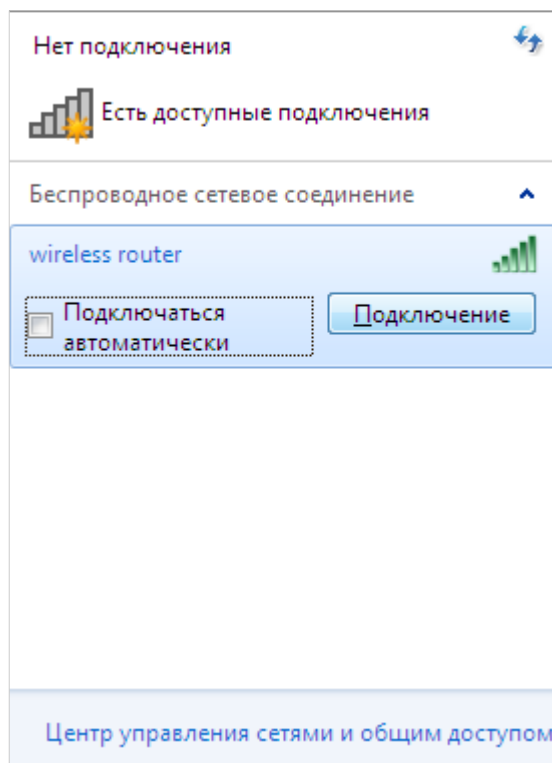 Нет подключения
Есть доступные подключения
Беспроводное сетевое соединение
wireless router
Подключаться
автоматически
Подключение
Центр управления сетями и общим доступом